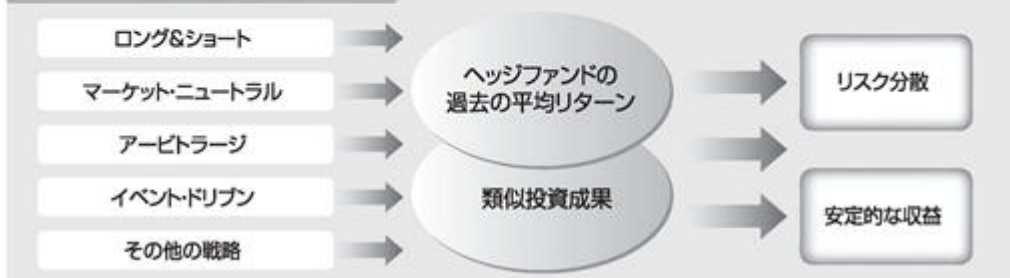 ロング&ショート
マーケット・ニュートラル
アービトラージ
イベント・ドリブン
その他の戦略
ヘッジファンドの
過去の平均リターン
類似投資成果
リスク分散
安定的な収益